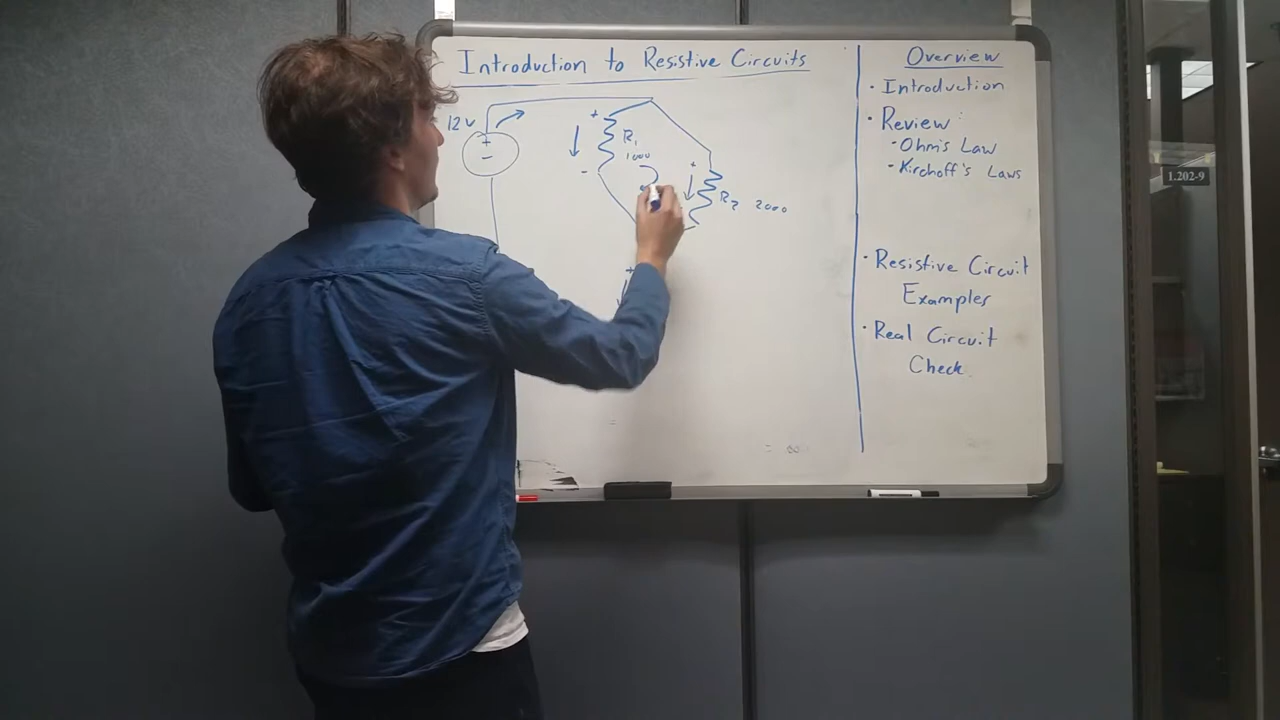 Introduction to Resistive Circuits
12v
+
-
+
R1
1000
-
+
R2 2000
+
Overview
· Introduction
· Review:
· Ohm's Law
· Kirchoff's Laws
· Resistive Circuit
Examples
· Real Circuit
Check
1.202-9